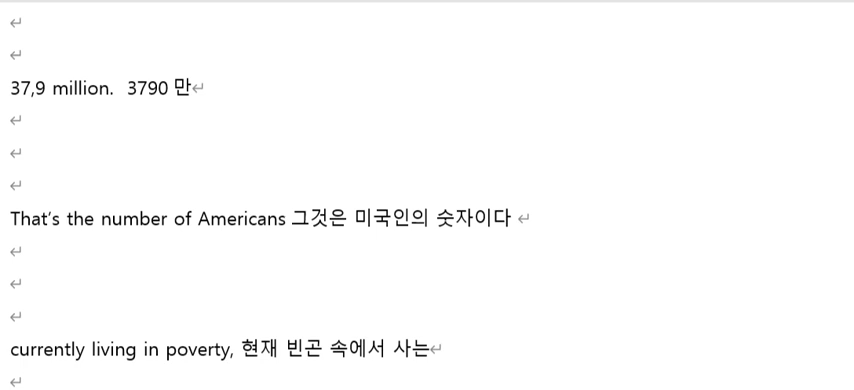 37,9 million.  3790 만
That's the number of Americans 그것은 미국인의 숫자이다
currently living in poverty, 현재 빈곤 속에서 사는